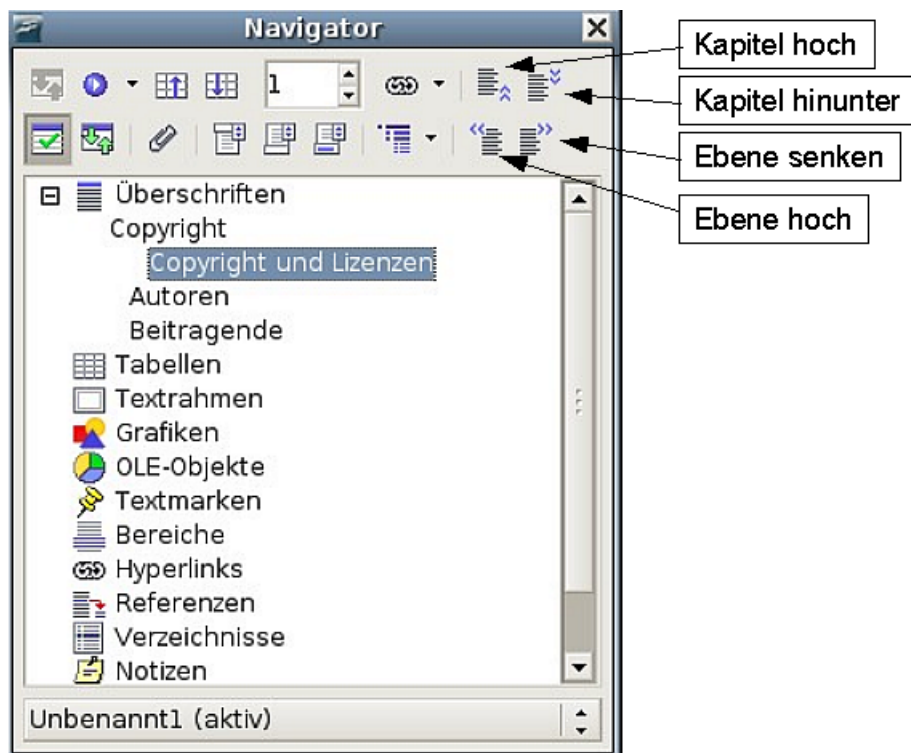 Navigator
Kapitel hoch
1
Kapitel hinunter
Ebene senken
Ebene hoch
Überschriften
Copyright
Copyright und Lizenzen
Autoren
Beitragende
Tabellen
Textrahmen
Grafiken
OLE-Objekte
Textmarken
Bereiche
Hyperlinks
Referenzen
Verzeichnisse
Notizen
Unbenannt1 (aktiv)